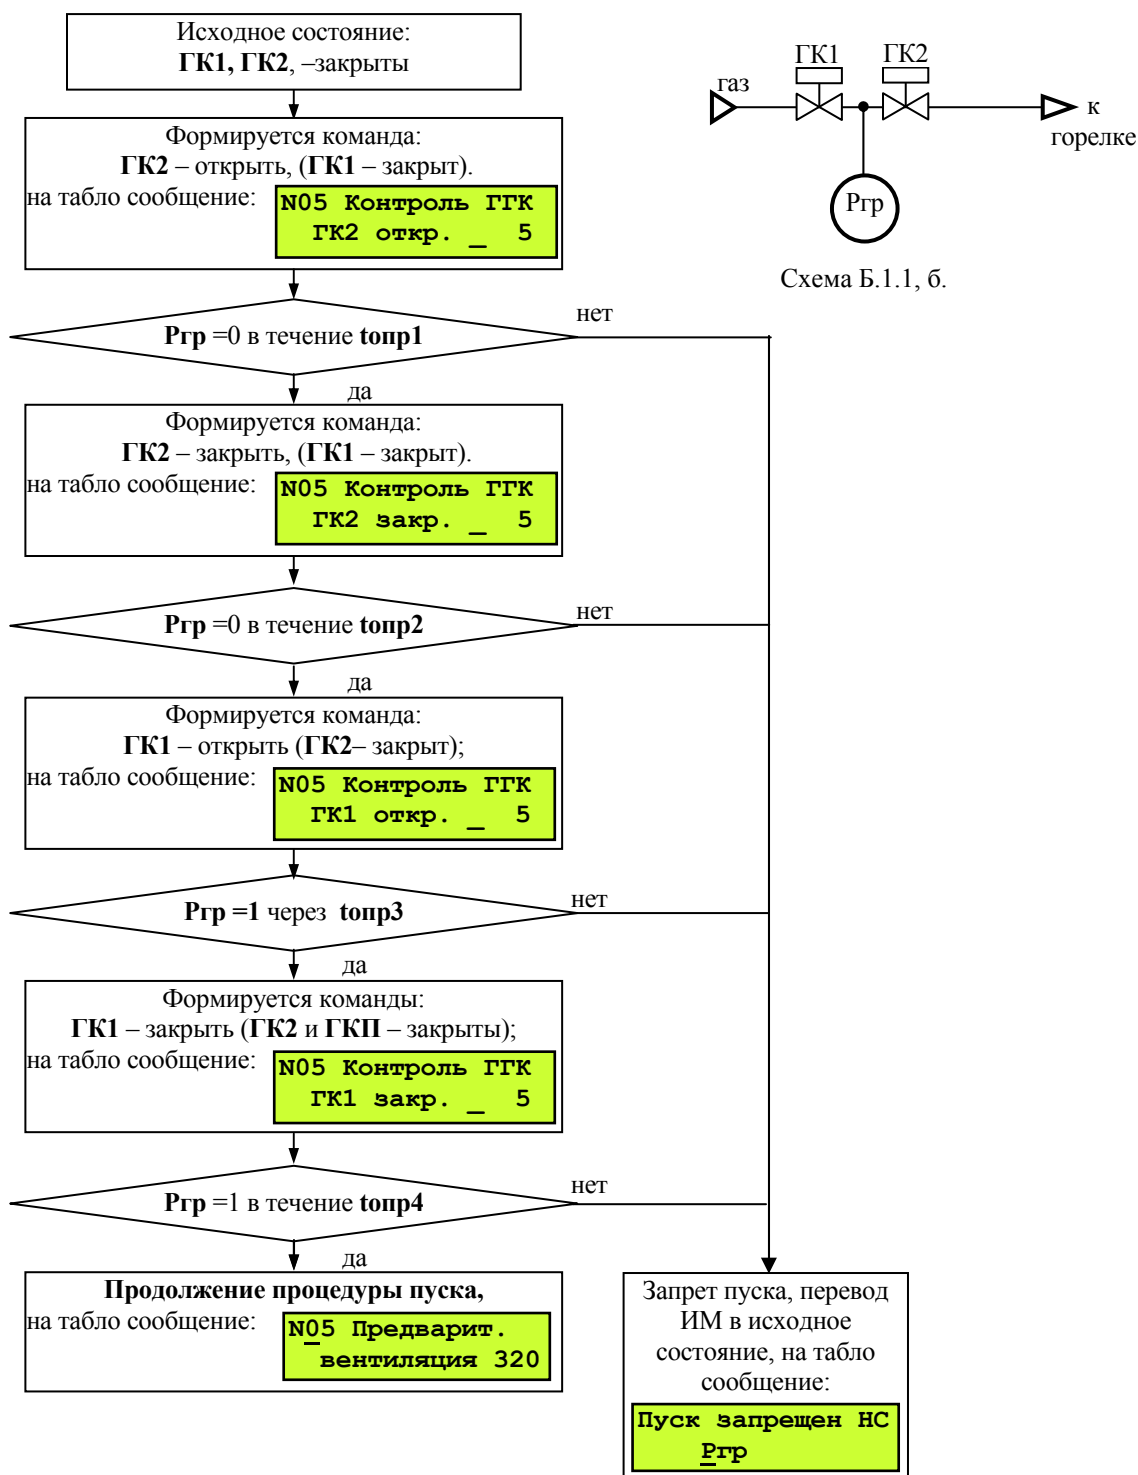 Исходное состояние:
ГК1, ГК2, –закрыты
Формируется команда:
ГК2 – открыть, (ГК1 – закрыт).
на табло сообщение:
N05 Контроль ГГК
ГК2 откр. _ 5
Pгр =0 в течение tопр1
нет
да
Формируется команда:
ГК2 – закрыть, (ГК1 – закрыт).
на табло сообщение:
N05 Контроль ГГК
ГК2 закр. _ 5
Pгр =0 в течение tопр2
нет
да
Формируется команда:
ГК1 – открыть (ГК2– закрыт);
на табло сообщение:
N05 Контроль ГГК
ГК1 откр. _ 5
Pгр =1 через tопр3
нет
да
Формируется команды:
ГК1 – закрыть (ГК2 и ГКП – закрыты);
на табло сообщение:
N05 Контроль ГГК
ГК1 закр. _ 5
Pгр =1 в течение tопр4
нет
да
Продолжение процедуры пуска,
на табло сообщение:
N05 Предварит.
вентиляция 320
Запрет пуска, перевод
ИМ в исходное
состояние, на табло
сообщение:
Пуск запрещен НС
Pгр
ГК1
ГК2
газ
к
горелке
Pгр
Схема Б.1.1, б.